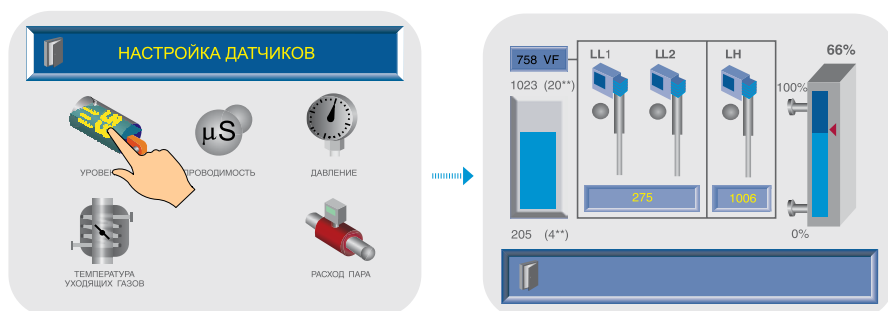 НАСТРОЙКА ДАТЧИКОВ
μS
ПРОВОДИМОСТЬ
ДАВЛЕНИЕ
ТЕМПЕРАТУРА
УХОДЯЩИХ ГАЗОВ
РАСХОД ПАРА
758 VF
1023 (20**)
205 (4**)
LL1
LL2
LH
275
1006
66%
100%
0%